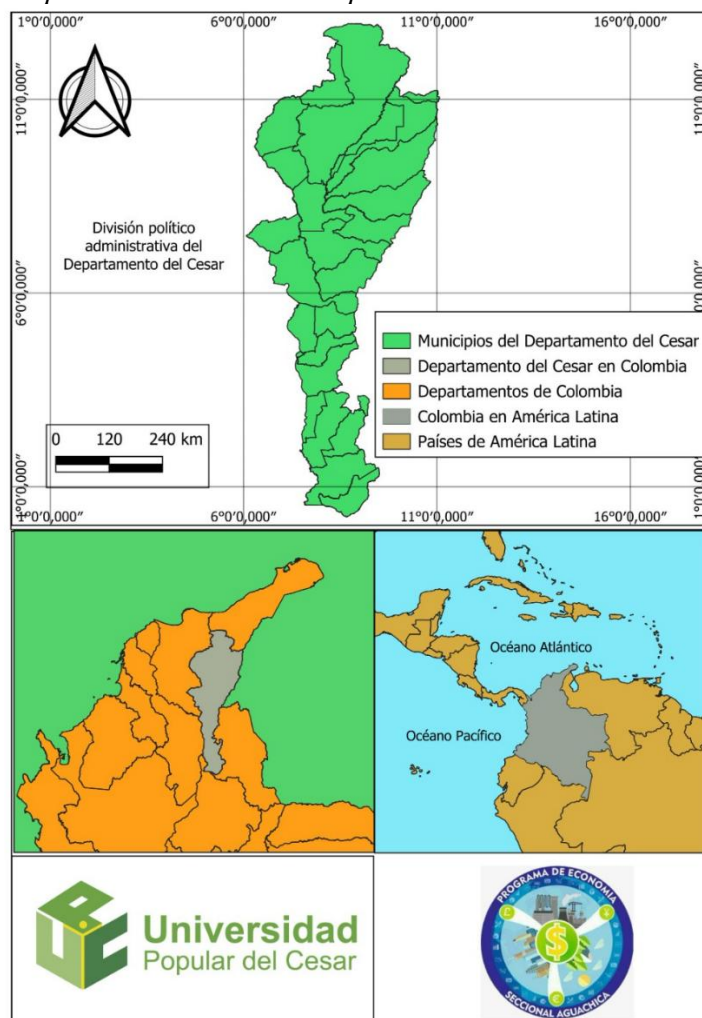 1°0'0,000″ 6°0'0,000″ 11°0'0,000″ 16°0'0,000″
11°0'0,000″ 11°0'0,000″
División político
administrativa del
Departamento del Cesar
6°0'0,000″ 6°0'0,000″
Municipios del Departamento del Cesar
Departamento del Cesar en Colombia
Departamentos de Colombia
Colombia en América Latina
Países de América Latina
0 120 240 km
1°0'0,000″ 1°0'0,000″
1°0'0,000″ 6°0'0,000″ 11°0'0,000″ 16°0'0,000″
Océano Atlántico
Océano Pacífico
UPC
Universidad
Popular del Cesar
PROGRAMA DE ECONOMIA
$
SECCIONAL AGUACHICA